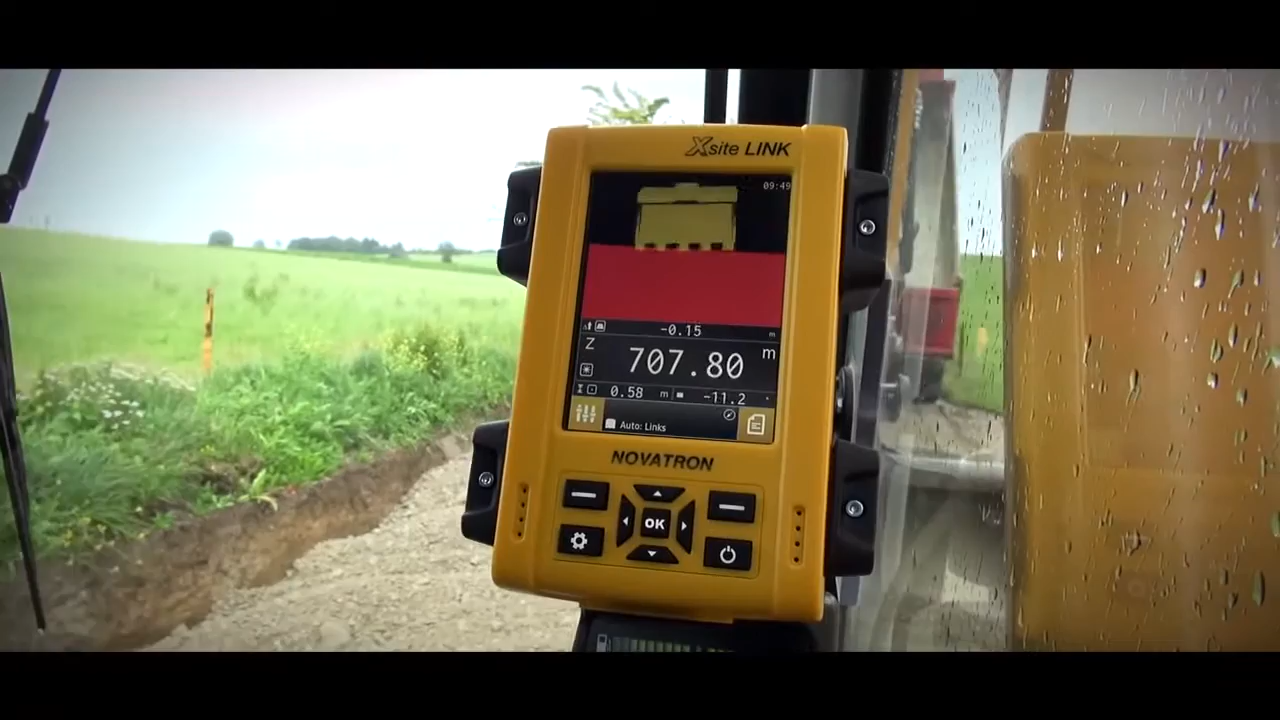 Xsite LINK
09:49
-0.15 m
Z 707.80 m
0.58 m -11.2 °
Auto: Links
NOVATRON
OK